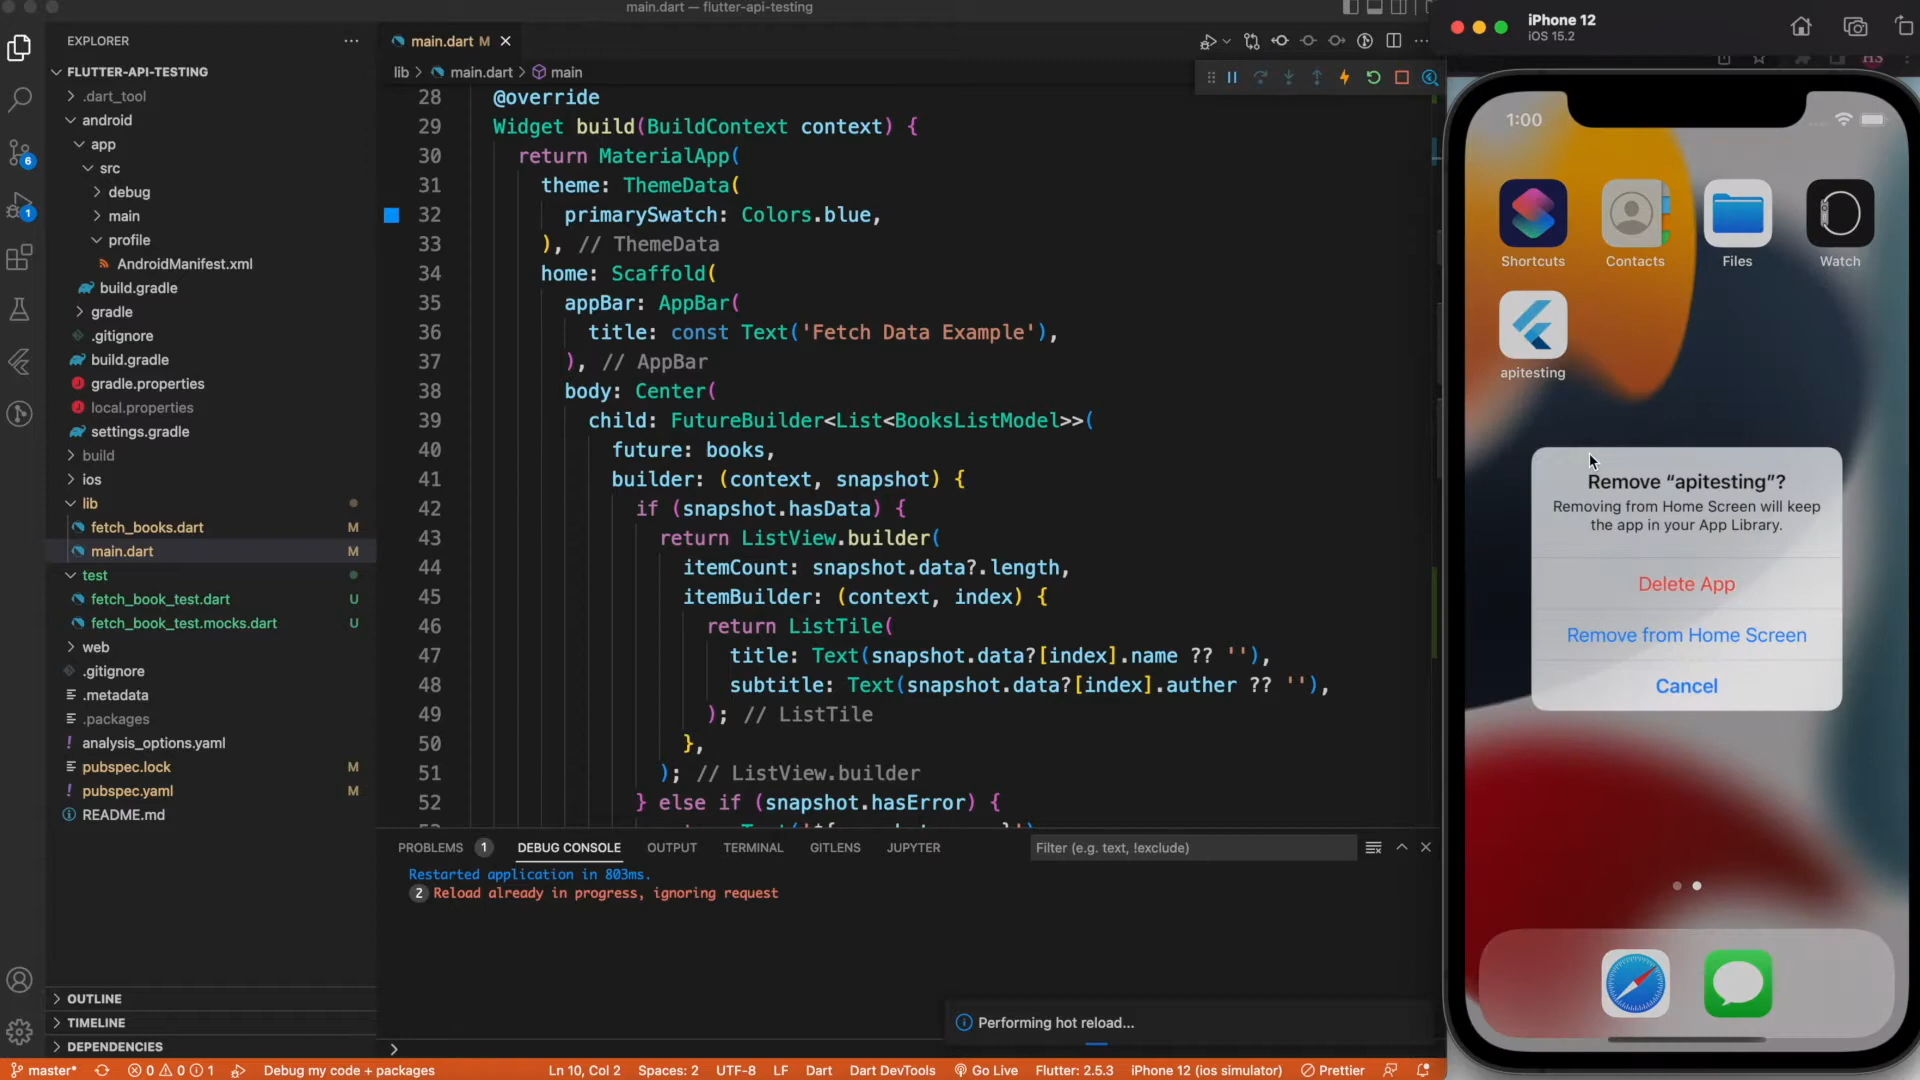 main.dart — flutter-api-testing
EXPLORER
FLUTTER-API-TESTING
.dart_tool
android
app
src
debug
main
profile
AndroidManifest.xml
build.gradle
gradle
.gitignore
build.gradle
gradle.properties
local.properties
settings.gradle
build
ios
lib
fetch_books.dart M
main.dart M
test
fetch_book_test.dart U
fetch_book_test.mocks.dart U
web
.gitignore
.metadata
.packages
analysis_options.yaml
pubspec.lock M
pubspec.yaml M
README.md
OUTLINE
TIMELINE
DEPENDENCIES
6
1
main.dart M
lib > main.dart > main
28 @override
29 Widget build(BuildContext context) {
30 return MaterialApp(
31 theme: ThemeData(
32 primarySwatch: Colors.blue,
33 ), // ThemeData
34 home: Scaffold(
35 appBar: AppBar(
36 title: const Text('Fetch Data Example'),
37 ), // AppBar
38 body: Center(
39 child: FutureBuilder<List<BooksListModel>>(
40 future: books,
41 builder: (context, snapshot) {
42 if (snapshot.hasData) {
43 return ListView.builder(
44 itemCount: snapshot.data?.length,
45 itemBuilder: (context, index) {
46 return ListTile(
47 title: Text(snapshot.data?[index].name ?? ''),
48 subtitle: Text(snapshot.data?[index].auther ?? ''),
49 ); // ListTile
50 },
51 ); // ListView.builder
52 } else if (snapshot.hasError) {
PROBLEMS 1 DEBUG CONSOLE OUTPUT TERMINAL GITLENS JUPYTER
Filter (e.g. text, !exclude)
Restarted application in 803ms.
2 Reload already in progress, ignoring request
Performing hot reload...
master* 0 0 1 Debug my code + packages Ln 10, Col 2 Spaces: 2 UTF-8 LF Dart Dart DevTools Go Live Flutter: 2.5.3 iPhone 12 (ios simulator) Prettier
iPhone 12
iOS 15.2
HS
1:00
Shortcuts Contacts Files Watch
apitesting
Remove “apitesting”?
Removing from Home Screen will keep
the app in your App Library.
Delete App
Remove from Home Screen
Cancel